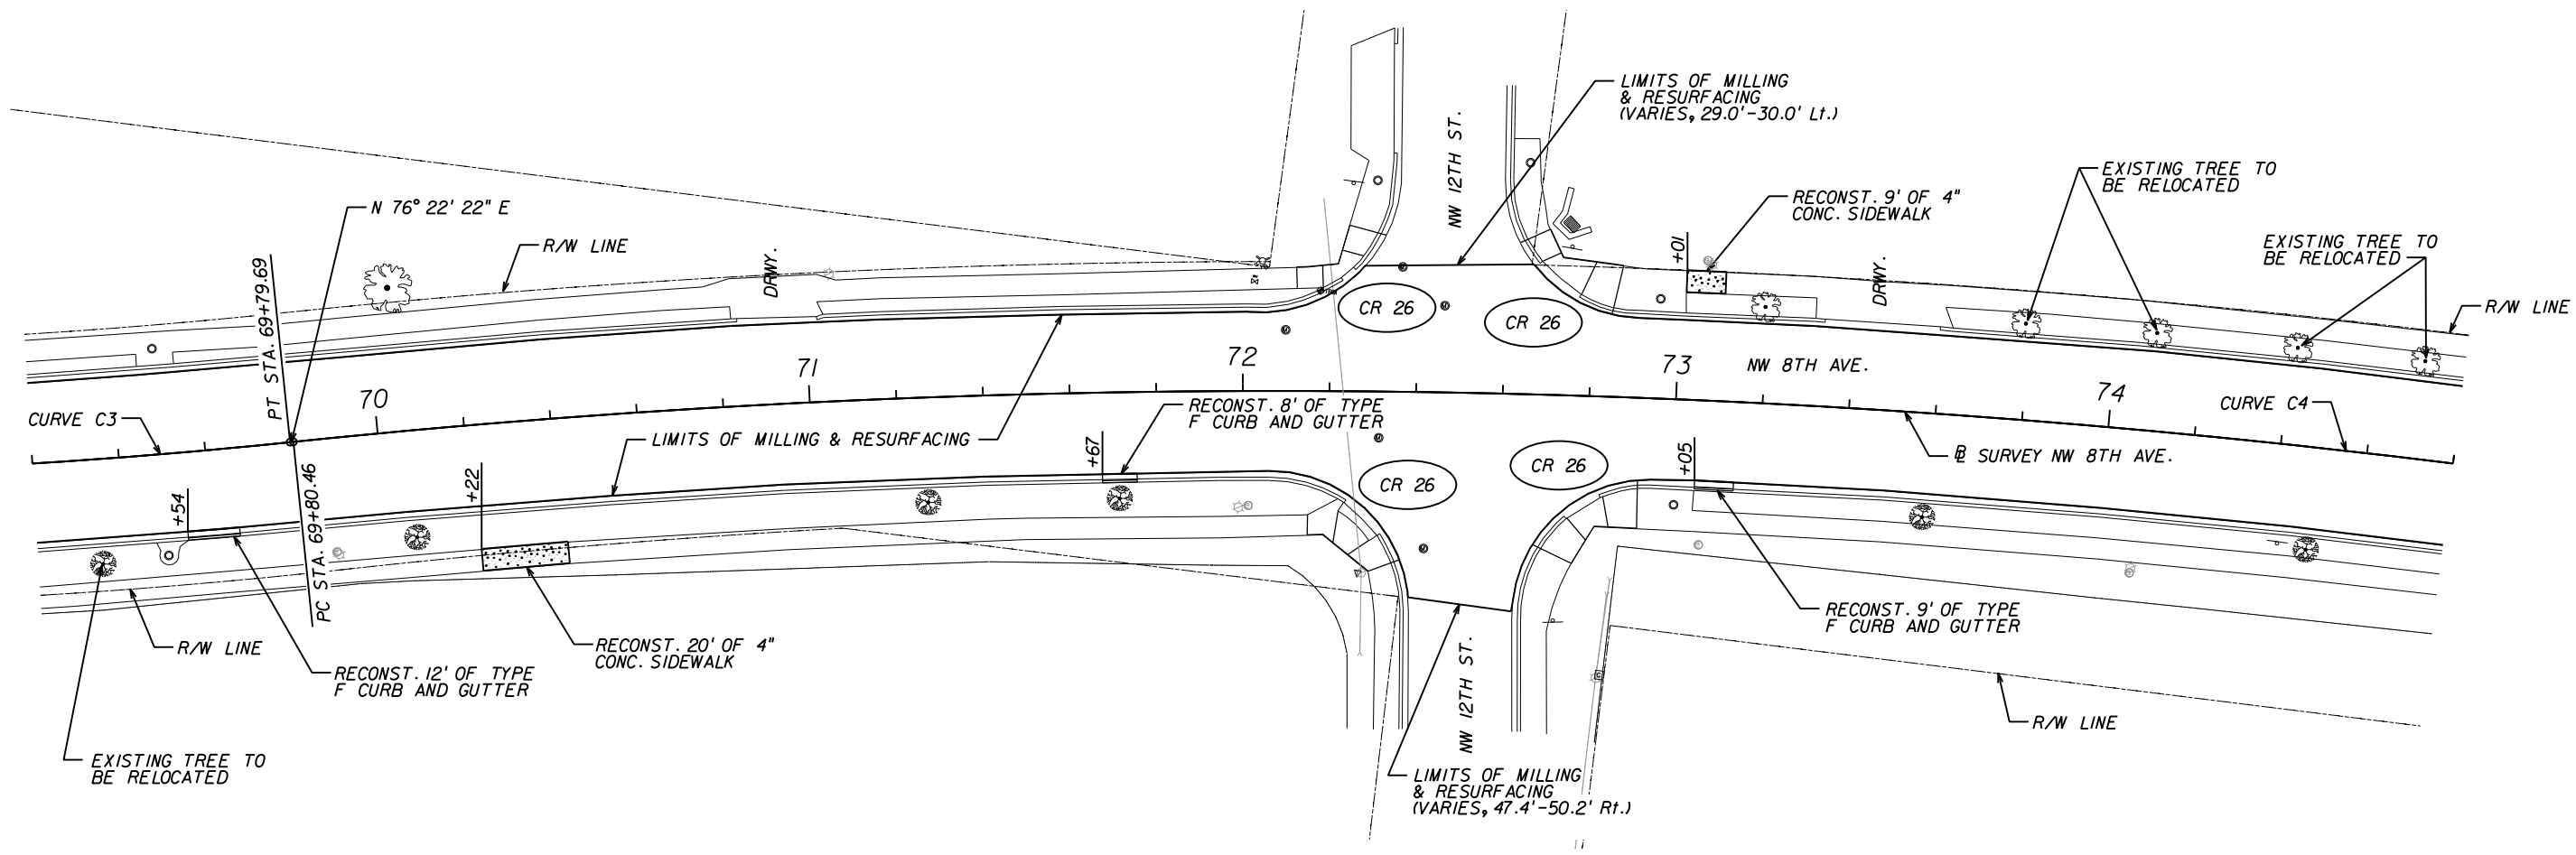 LIMITS OF MILLING
& RESURFACING
(VARIES, 29.0'-30.0' Lt.)
NW 12TH ST.
EXISTING TREE TO
BE RELOCATED
RECONST. 9' OF 4"
CONC. SIDEWALK
N 76° 22' 22" E
R/W LINE
DRWY.
+01
DRWY.
EXISTING TREE TO
BE RELOCATED
R/W LINE
PT STA. 69+79.69
CR 26
CR 26
70
71
72
73
74
NW 8TH AVE.
CURVE C3
CURVE C4
RECONST. 8' OF TYPE
F CURB AND GUTTER
LIMITS OF MILLING & RESURFACING
+67
+22
+54
+05
CR 26
CR 26
BL SURVEY NW 8TH AVE.
PC STA. 69+80.46
R/W LINE
RECONST. 12' OF TYPE
F CURB AND GUTTER
RECONST. 20' OF 4"
CONC. SIDEWALK
RECONST. 9' OF TYPE
F CURB AND GUTTER
NW 12TH ST.
R/W LINE
EXISTING TREE TO
BE RELOCATED
LIMITS OF MILLING
& RESURFACING
(VARIES, 47.4'-50.2' Rt.)